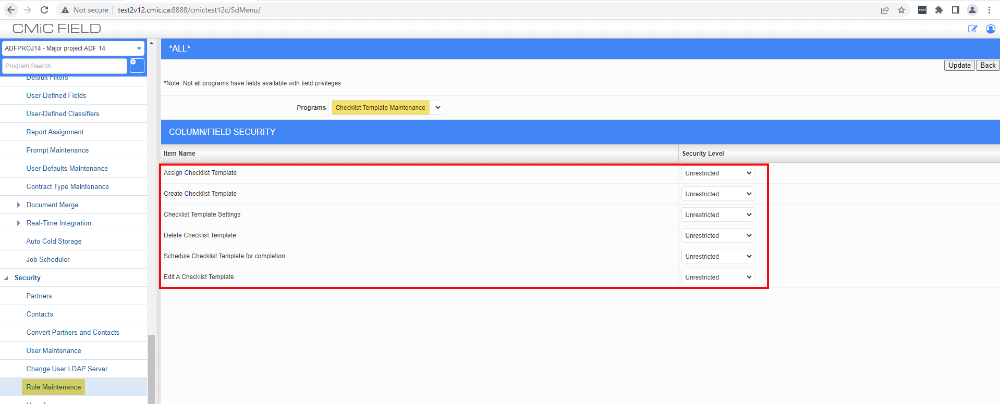 Not secure | test2v12.cmic.ca:8888/cmictest12c/SdMenu/
CMiC FIELD
ADFPROJ14 - Major project ADF 14
Program Search...
Default Filters
User-Defined Fields
User-Defined Classifiers
Report Assignment
Prompt Maintenance
User Defaults Maintenance
Contract Type Maintenance
Document Merge
Real-Time Integration
Auto Cold Storage
Job Scheduler
Security
Partners
Contacts
Convert Partners and Contacts
User Maintenance
Change User LDAP Server
Role Maintenance
*ALL*
Update Back
*Note: Not all programs have fields available with field privileges
Programs Checklist Template Maintenance
COLUMN/FIELD SECURITY
Item Name Security Level
Assign Checklist Template Unrestricted
Create Checklist Template Unrestricted
Checklist Template Settings Unrestricted
Delete Checklist Template Unrestricted
Schedule Checklist Template for completion Unrestricted
Edit A Checklist Template Unrestricted